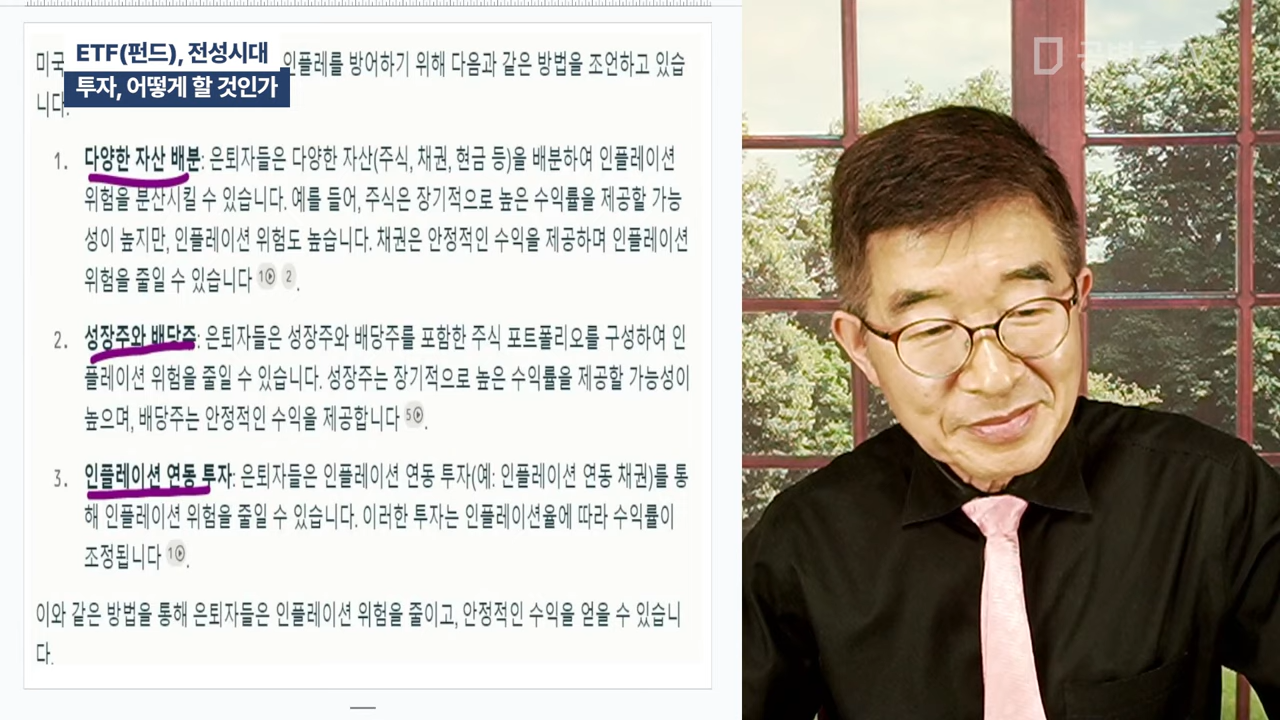 ETF(펀드), 전성시대
투자, 어떻게 할 것인가
미국 인플레를 방어하기 위해 다음과 같은 방법을 조언하고 있습
니다.
1. 다양한 자산 배분: 은퇴자들은 다양한 자산(주식, 채권, 현금 등)을 배분하여 인플레이션
위험을 분산시킬 수 있습니다. 예를 들어, 주식은 장기적으로 높은 수익률을 제공할 가능
성이 높지만, 인플레이션 위험도 높습니다. 채권은 안정적인 수익을 제공하며 인플레이션
위험을 줄일 수 있습니다 1 2.
2. 성장주와 배당주: 은퇴자들은 성장주와 배당주를 포함한 주식 포트폴리오를 구성하여 인
플레이션 위험을 줄일 수 있습니다. 성장주는 장기적으로 높은 수익률을 제공할 가능성이
높으며, 배당주는 안정적인 수익을 제공합니다 5.
3. 인플레이션 연동 투자: 은퇴자들은 인플레이션 연동 투자(예: 인플레이션 연동 채권)를 통
해 인플레이션 위험을 줄일 수 있습니다. 이러한 투자는 인플레이션율에 따라 수익률이
조정됩니다 1.
이와 같은 방법을 통해 은퇴자들은 인플레이션 위험을 줄이고, 안정적인 수익을 얻을 수 있습니
다.